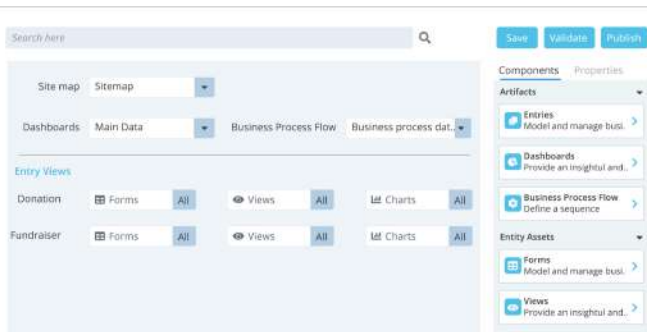 Search here
Save Validate Publish
Components Properties
Site map Sitemap
Artifacts
Dashboards Main Data Business Process Flow Business process dat..
Entries
Model and manage busi.
Dashboards
Provide an insightul and..
Entry Views
Donation Forms All Views All Charts All
Business Process Flow
Define a sequence
Fundraiser Forms All Views All Charts All
Entity Assets
Forms
Model and manage busi.
Views
Provide an insightul and..